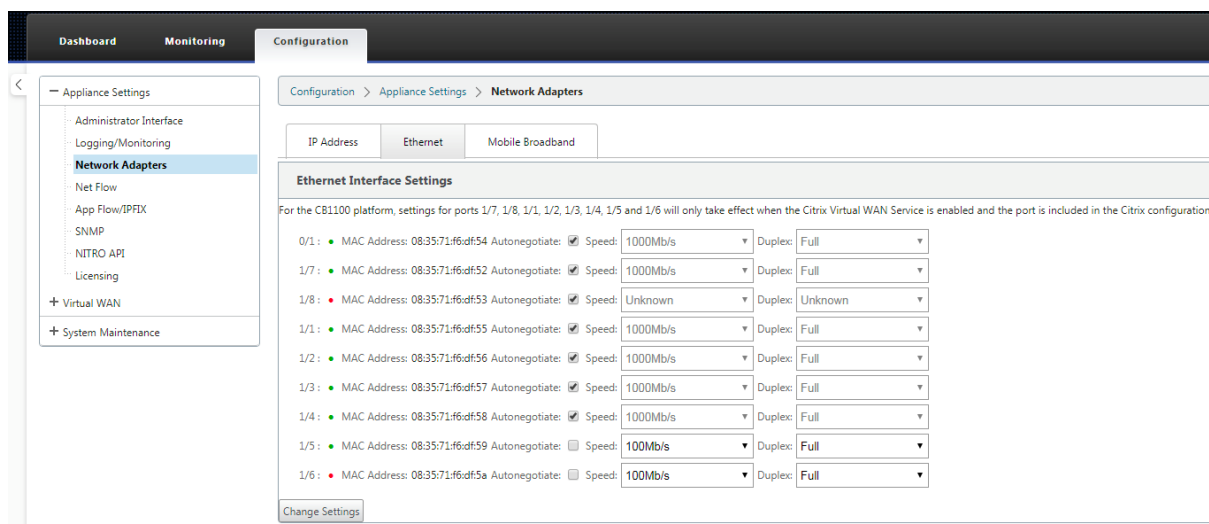 Dashboard Monitoring Configuration
Appliance Settings
Administrator Interface
Logging/Monitoring
Network Adapters
Net Flow
App Flow/IPFIX
SNMP
NITRO API
Licensing
+ Virtual WAN
+ System Maintenance
Configuration > Appliance Settings > Network Adapters
IP Address Ethernet Mobile Broadband
Ethernet Interface Settings
For the CB1100 platform, settings for ports 1/7, 1/8, 1/1, 1/2, 1/3, 1/4, 1/5 and 1/6 will only take effect when the Citrix Virtual WAN Service is enabled and the port is included in the Citrix configuration
0/1 : MAC Address: 08:35:71:f6:df:54 Autonegotiate: Speed: 1000Mb/s Duplex: Full
1/7 : MAC Address: 08:35:71:f6:df:52 Autonegotiate: Speed: 1000Mb/s Duplex: Full
1/8 : MAC Address: 08:35:71:f6:df:53 Autonegotiate: Speed: Unknown Duplex: Unknown
1/1 : MAC Address: 08:35:71:f6:df:55 Autonegotiate: Speed: 1000Mb/s Duplex: Full
1/2 : MAC Address: 08:35:71:f6:df:56 Autonegotiate: Speed: 1000Mb/s Duplex: Full
1/3 : MAC Address: 08:35:71:f6:df:57 Autonegotiate: Speed: 1000Mb/s Duplex: Full
1/4 : MAC Address: 08:35:71:f6:df:58 Autonegotiate: Speed: 1000Mb/s Duplex: Full
1/5 : MAC Address: 08:35:71:f6:df:59 Autonegotiate: Speed: 100Mb/s Duplex: Full
1/6 : MAC Address: 08:35:71:f6:df:5a Autonegotiate: Speed: 100Mb/s Duplex: Full
Change Settings